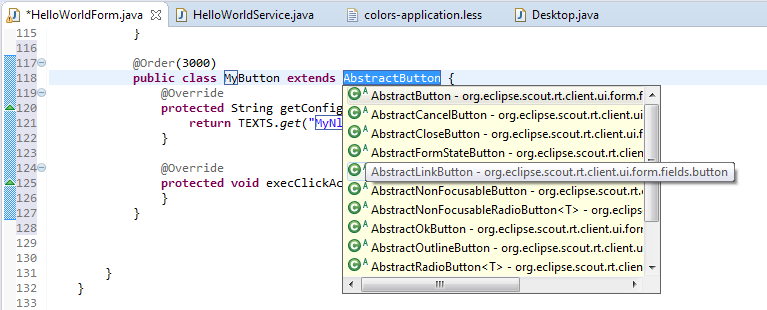 *HelloWorldForm.java HelloWorldService.java colors-application.less Desktop.java
115 }
116
117 @Order(3000)
118 public class MyButton extends AbstractButton {
119 @Override
120 protected String getConfig
121 return TEXTS.get("MyNl
122 }
123
124 @Override
125 protected void execClickAc
126 }
127 }
128
129
130
131 }
132 }
133
AbstractButton - org.eclipse.scout.rt.client.ui.form.f
AbstractCancelButton - org.eclipse.scout.rt.client.ui
AbstractCloseButton - org.eclipse.scout.rt.client.ui.f
AbstractFormStateButton - org.eclipse.scout.rt.clien
AbstractLinkButton - org.eclipse.scout.rt.client.ui.form.fields.button
AbstractNonFocusableButton - org.eclipse.scout.rt.c
AbstractNonFocusableRadioButton<T> - org.eclipse.s
AbstractOkButton - org.eclipse.scout.rt.client.ui.form
AbstractOutlineButton - org.eclipse.scout.rt.client.ui
AbstractRadioButton<T> - org.eclipse.scout.rt.client